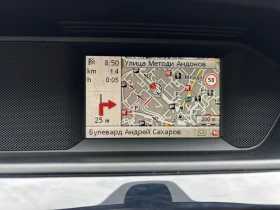 8:50
Улица Методи Андонов
km 1.4
h 0:05
50
25 m
200 m
Булевард Андрей Сахаров